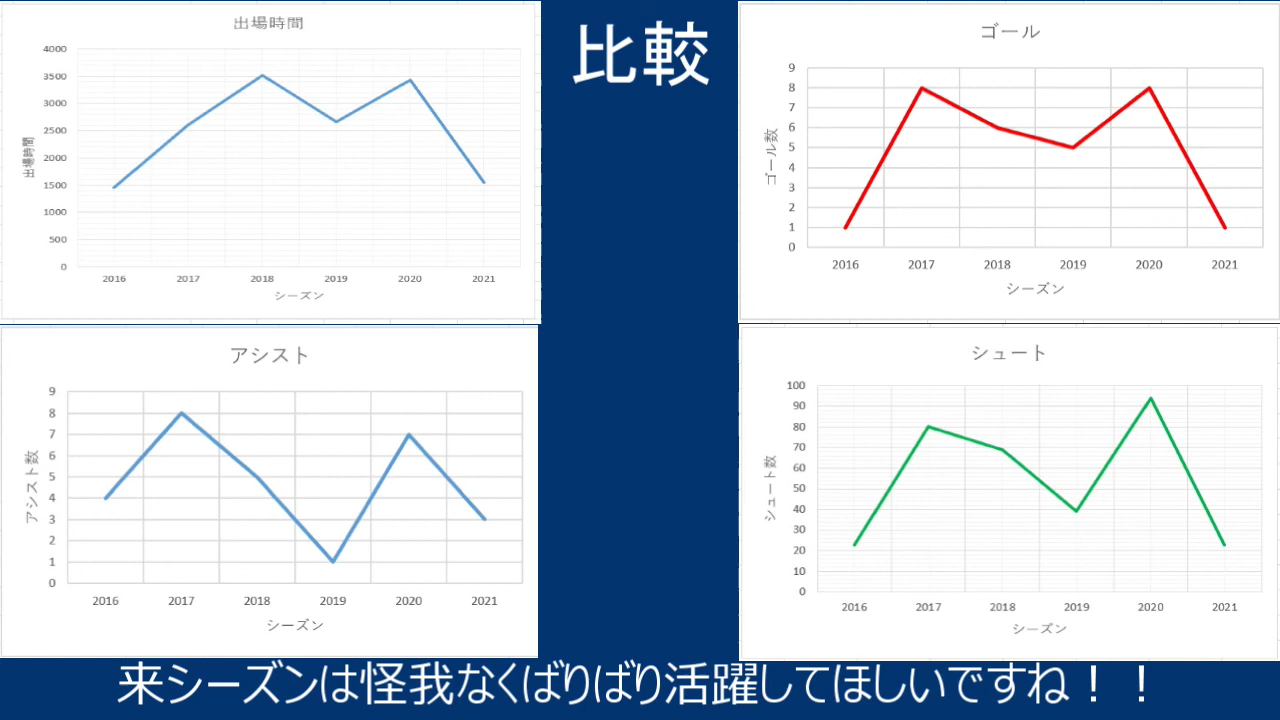 比較
出場時間
4000
3500
3000
2500
2000
1500
1000
500
0
出場時間
2016 2017 2018 2019 2020 2021
シーズン
ゴール
9
8
7
6
5
4
3
2
1
0
ゴール数
2016 2017 2018 2019 2020 2021
シーズン
アシスト
9
8
7
6
5
4
3
2
1
0
アシスト数
2016 2017 2018 2019 2020 2021
シーズン
シュート
100
90
80
70
60
50
40
30
20
10
0
シュート数
2016 2017 2018 2019 2020 2021
シーズン
来シーズンは怪我なくばりばり活躍してほしいですね！！